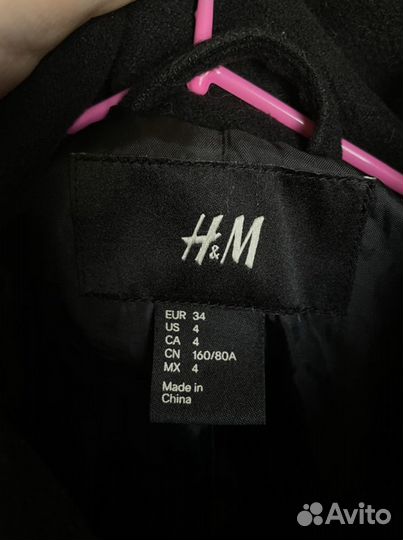 H&M
EUR 34
US 4
CA 4
CN 160/80A
MX 4
Made in
China
Avito